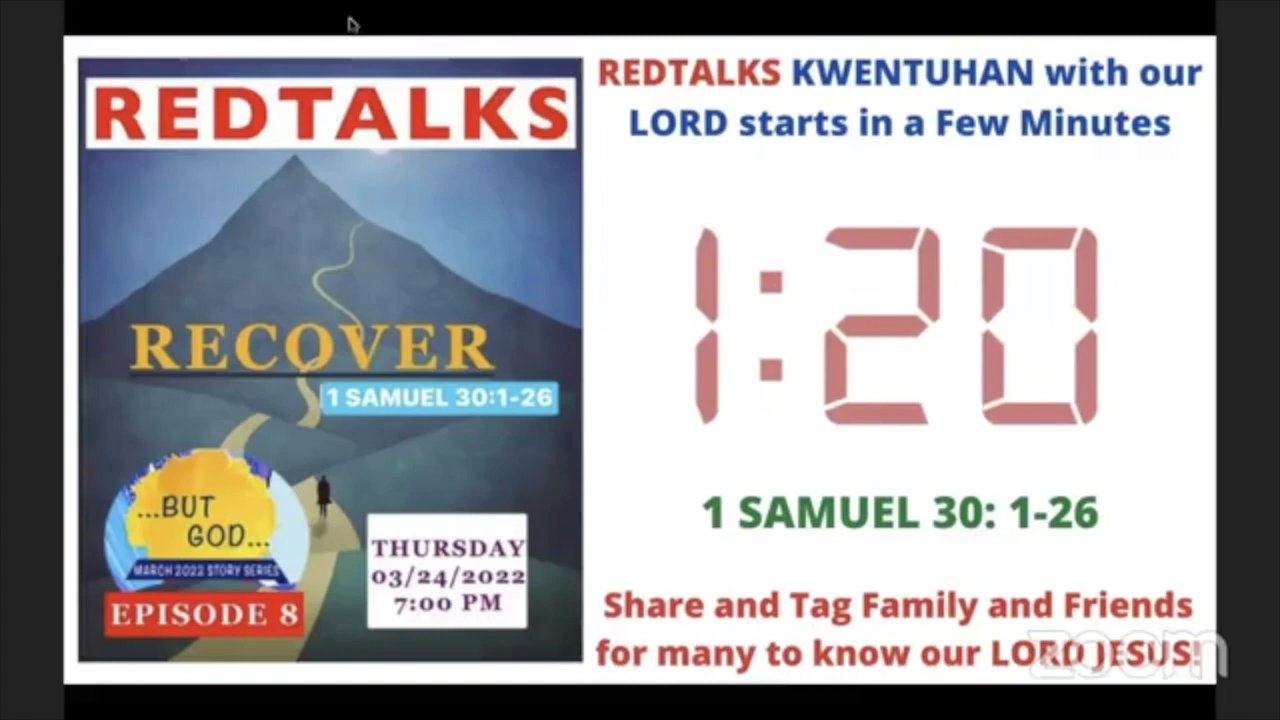 REDTALKS
RECOVER
1 SAMUEL 30:1-26
...BUT
GOD...
MARCH 2022 STORY SERIES
EPISODE 8
THURSDAY
03/24/2022
7:00 PM
REDTALKS KWENTUHAN with our
LORD starts in a Few Minutes
1:20
1 SAMUEL 30: 1-26
Share and Tag Family and Friends
for many to know our LORD JESUS!
zoom